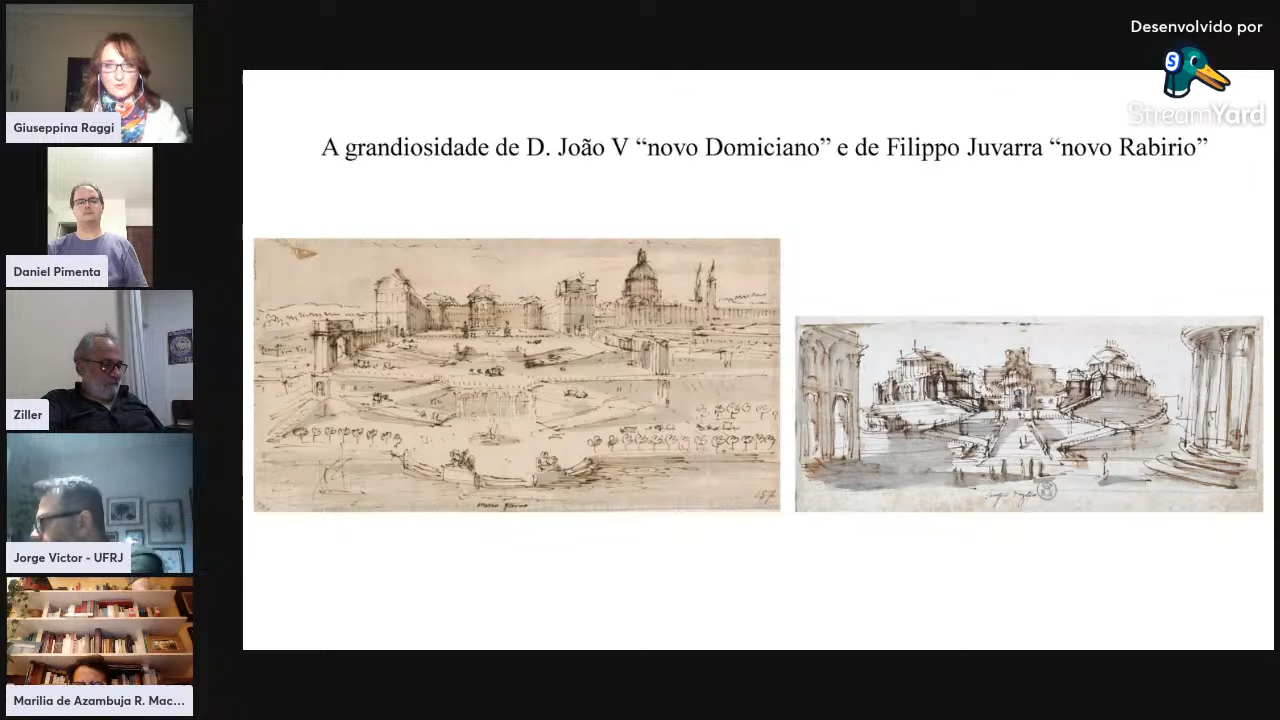 Desenvolvido por
S
StreamYard
A grandiosidade de D. João V “novo Domiciano” e de Filippo Juvarra “novo Rabirio”
Giuseppina Raggi
Daniel Pimenta
Ziller
Jorge Victor - UFRJ
Marilia de Azambuja R. Mac...